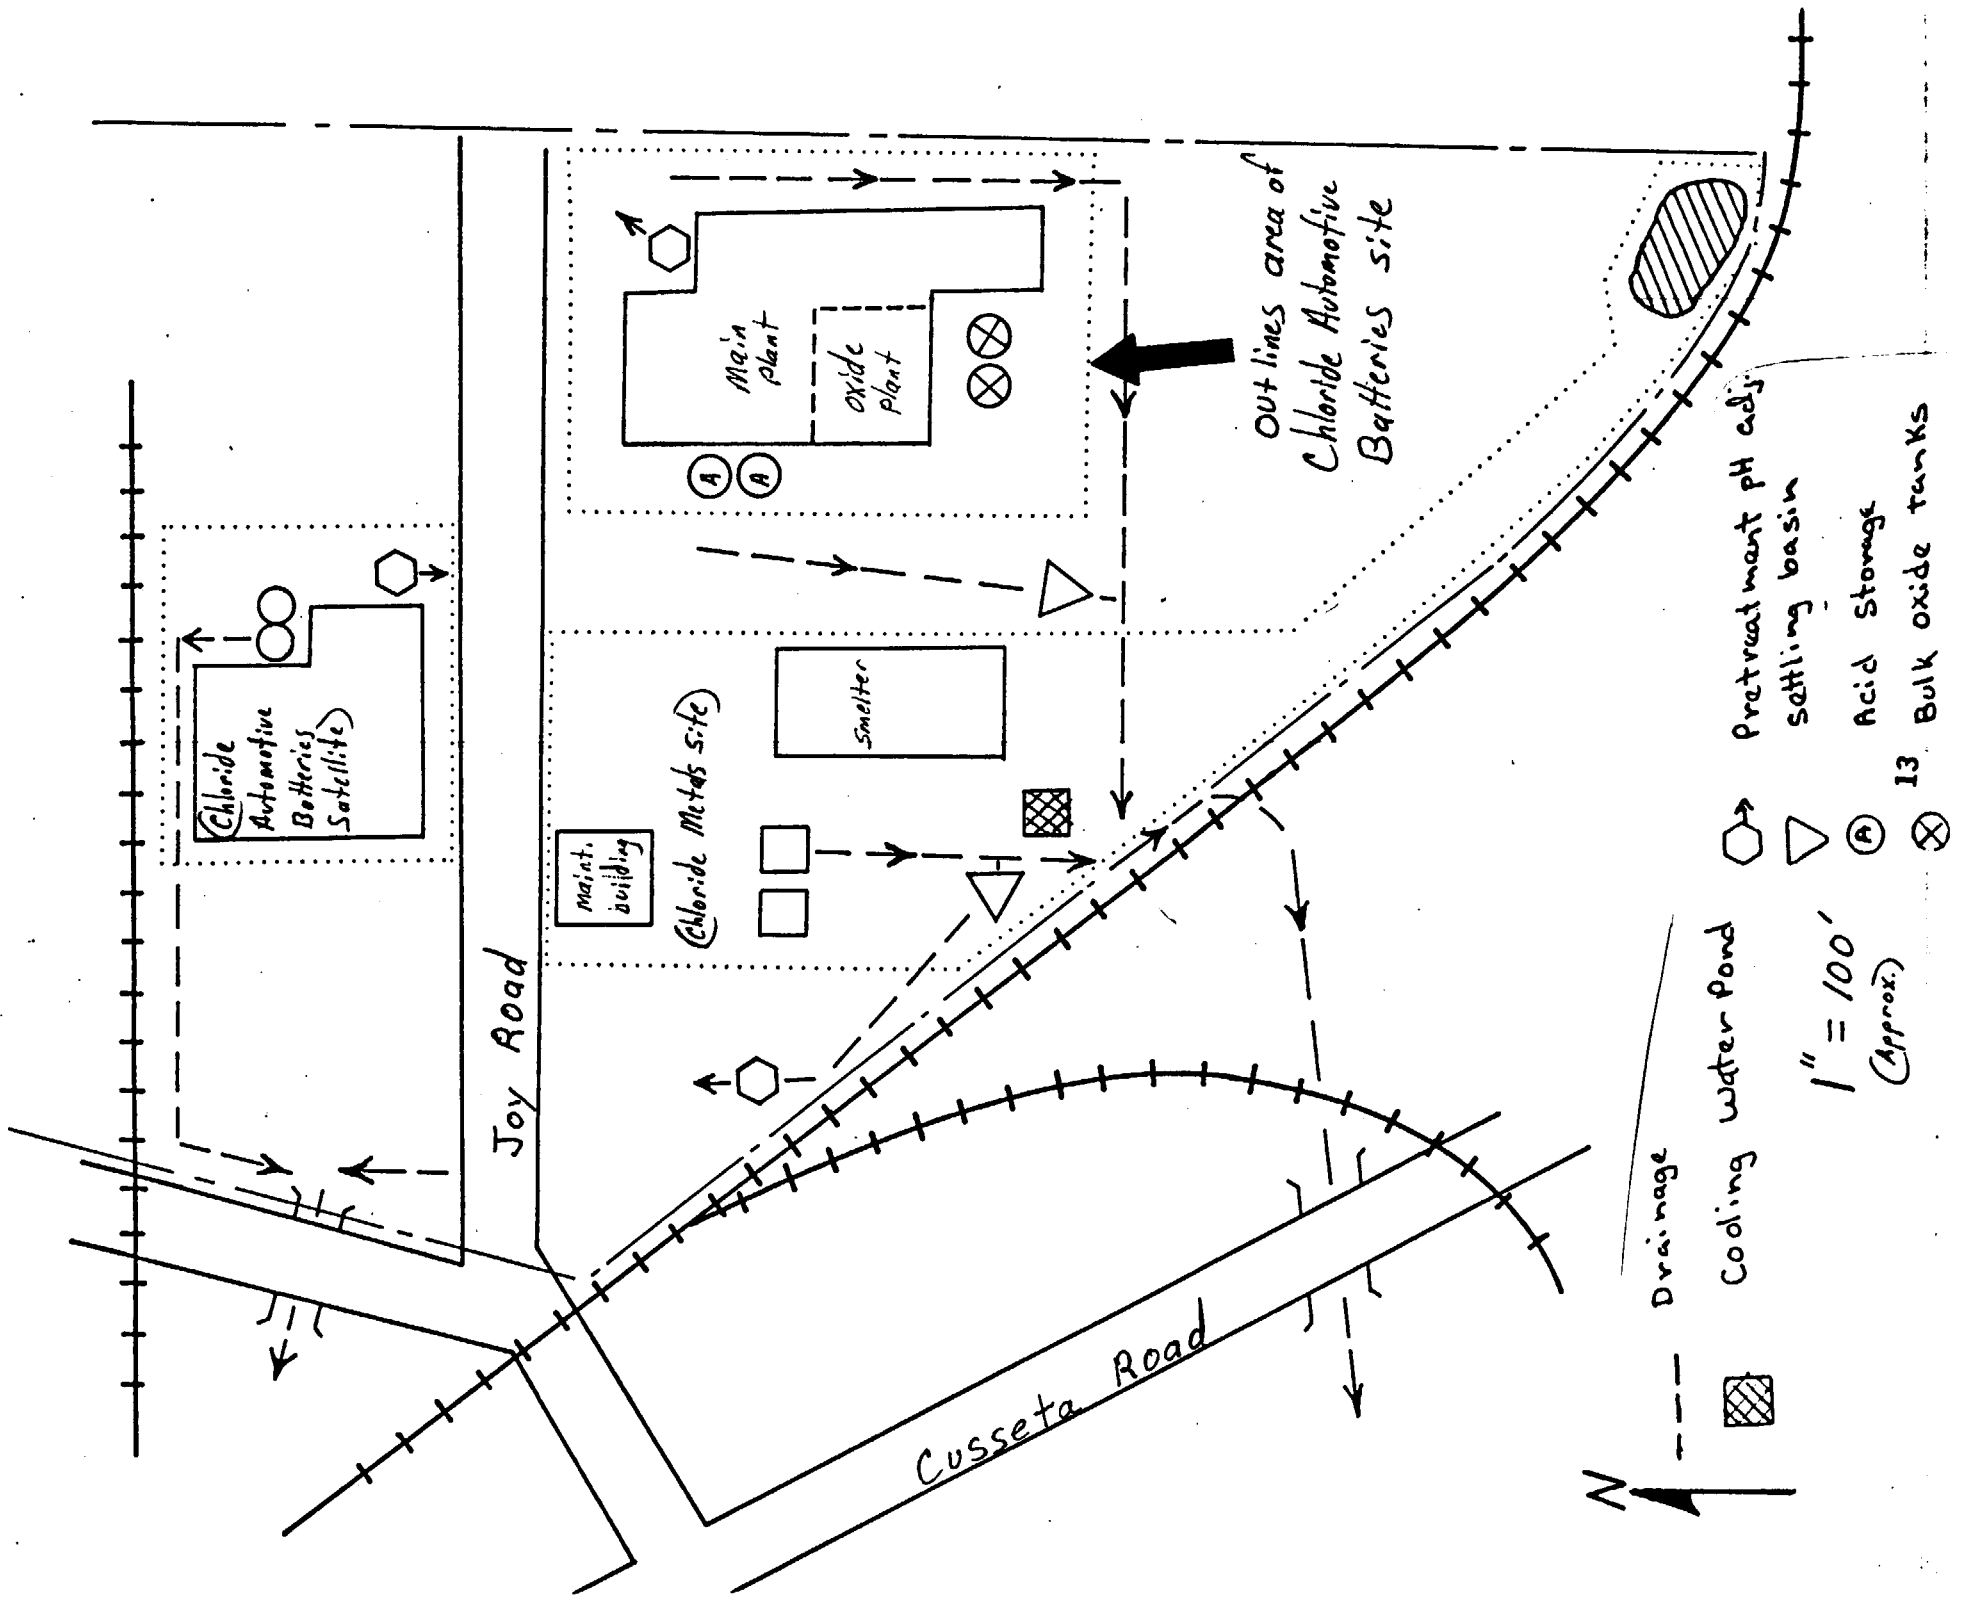 Chloride
Automotive
Batteries
Satellite
Joy Road
Main
plant
oxide
plant
A
A
Outlines area of
Chloride Automotive
Batteries site
Maint.
building
Chloride Metals site
Smelter
Cusseta Road
N
Drainage
Cooling Water Pond
1" = 100'
(Approx.)
Pretreatment pH adj.
settling basin
A Acid Storage
Bulk oxide tanks
13